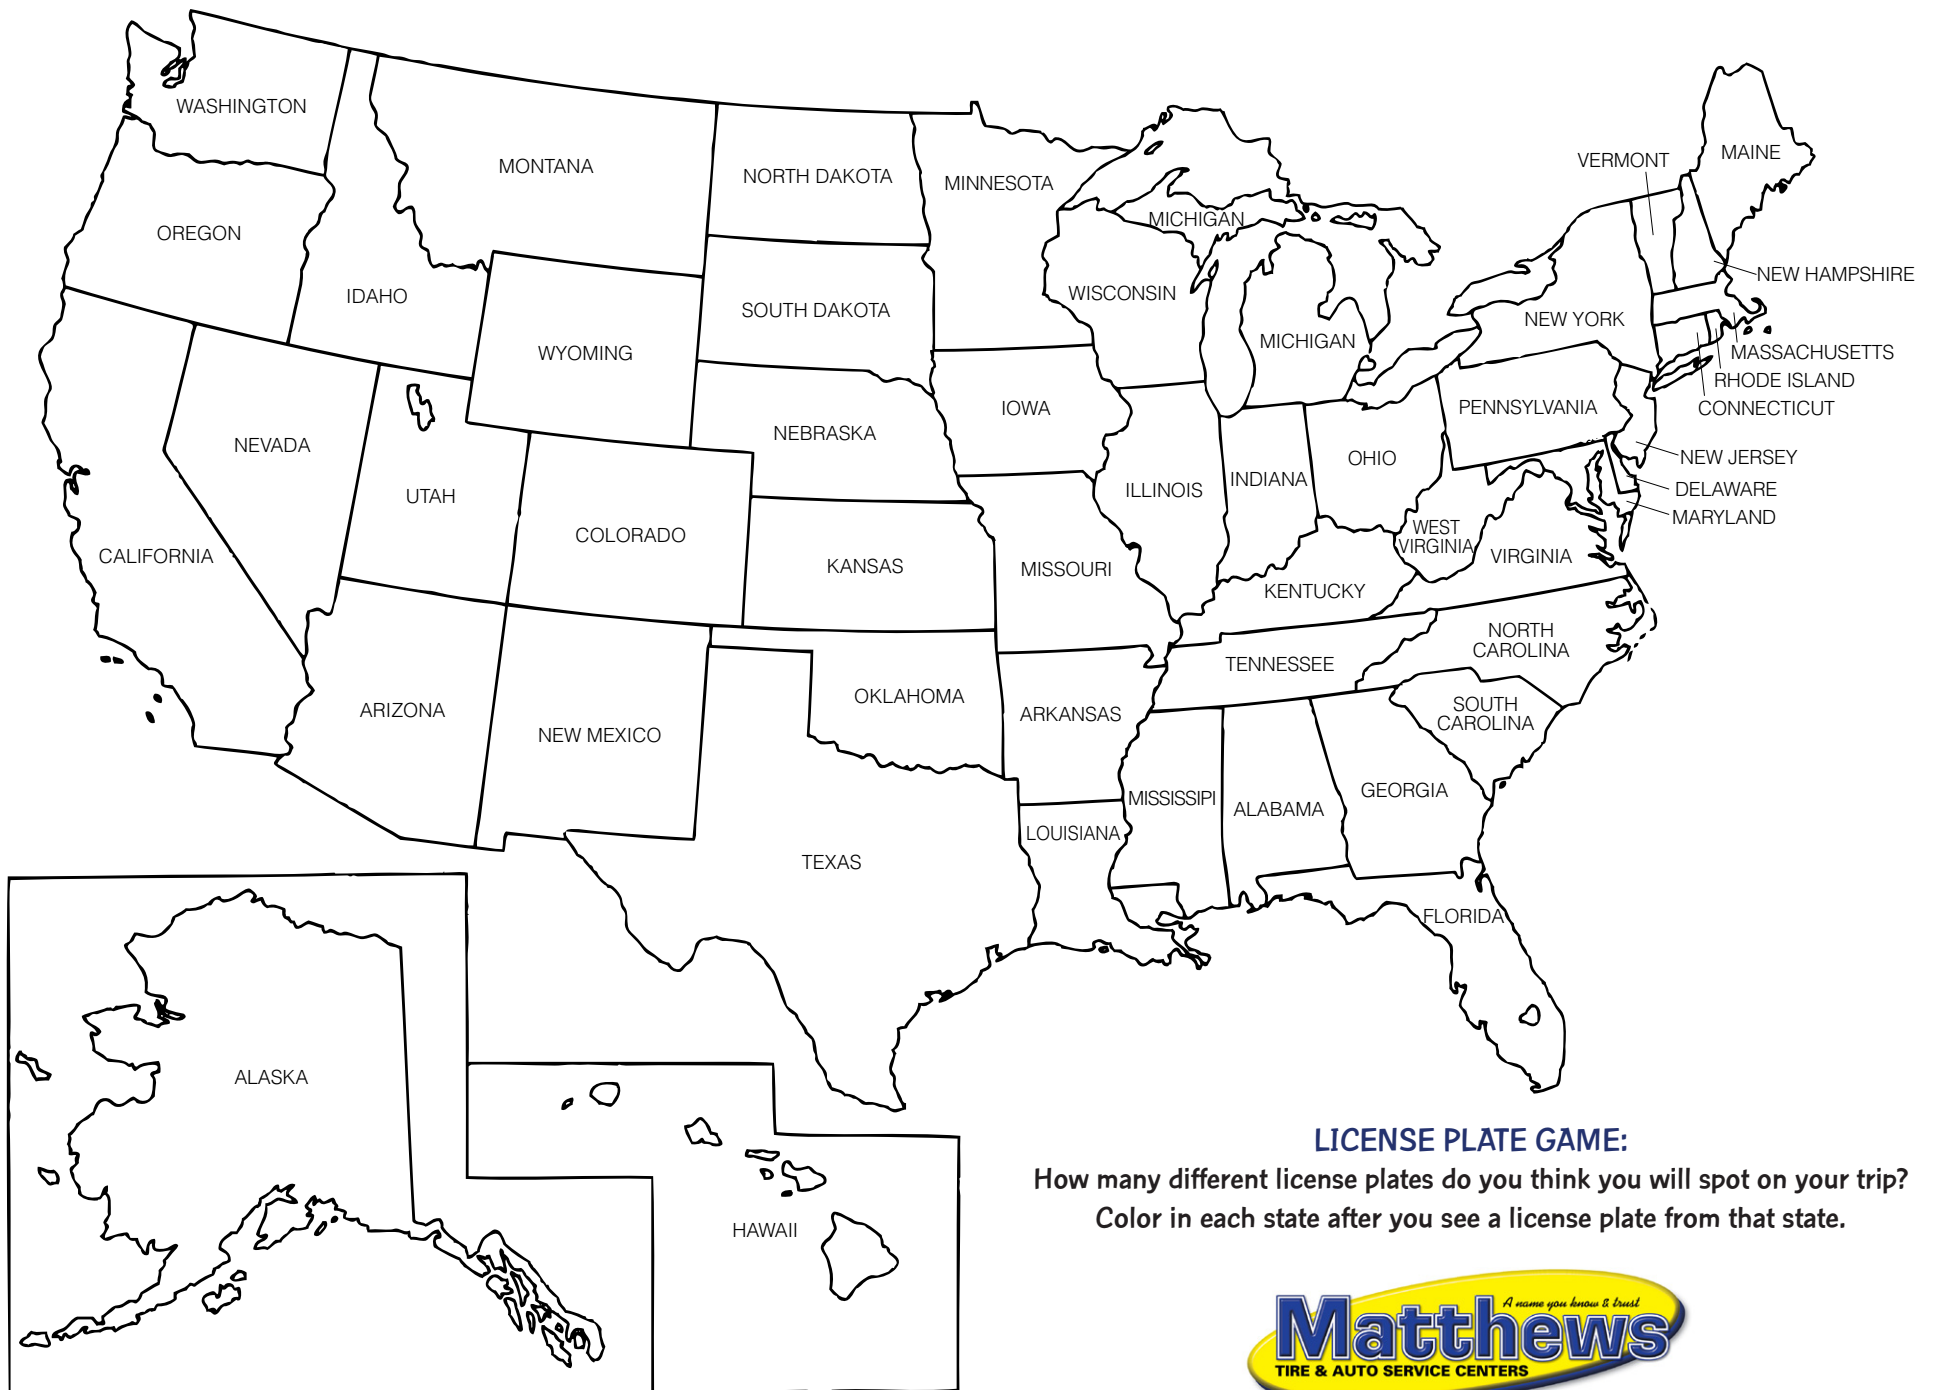 WASHINGTON
MONTANA
NORTH DAKOTA
MINNESOTA
VERMONT
MAINE
OREGON
IDAHO
MICHIGAN
NEW HAMPSHIRE
WISCONSIN
SOUTH DAKOTA
WYOMING
MICHIGAN
NEW YORK
MASSACHUSETTS
RHODE ISLAND
CONNECTICUT
IOWA
PENNSYLVANIA
NEVADA
NEBRASKA
OHIO
NEW JERSEY
UTAH
ILLINOIS
INDIANA
DELAWARE
MARYLAND
COLORADO
CALIFORNIA
KANSAS
MISSOURI
WEST
VIRGINIA
VIRGINIA
KENTUCKY
NORTH
CAROLINA
TENNESSEE
ARIZONA
NEW MEXICO
OKLAHOMA
ARKANSAS
SOUTH
CAROLINA
MISSISSIPI
ALABAMA
GEORGIA
LOUISIANA
TEXAS
FLORIDA
ALASKA
HAWAII
LICENSE PLATE GAME:
How many different license plates do you think you will spot on your trip?
Color in each state after you see a license plate from that state.
A name you know & trust
Matthews
TIRE & AUTO SERVICE CENTERS